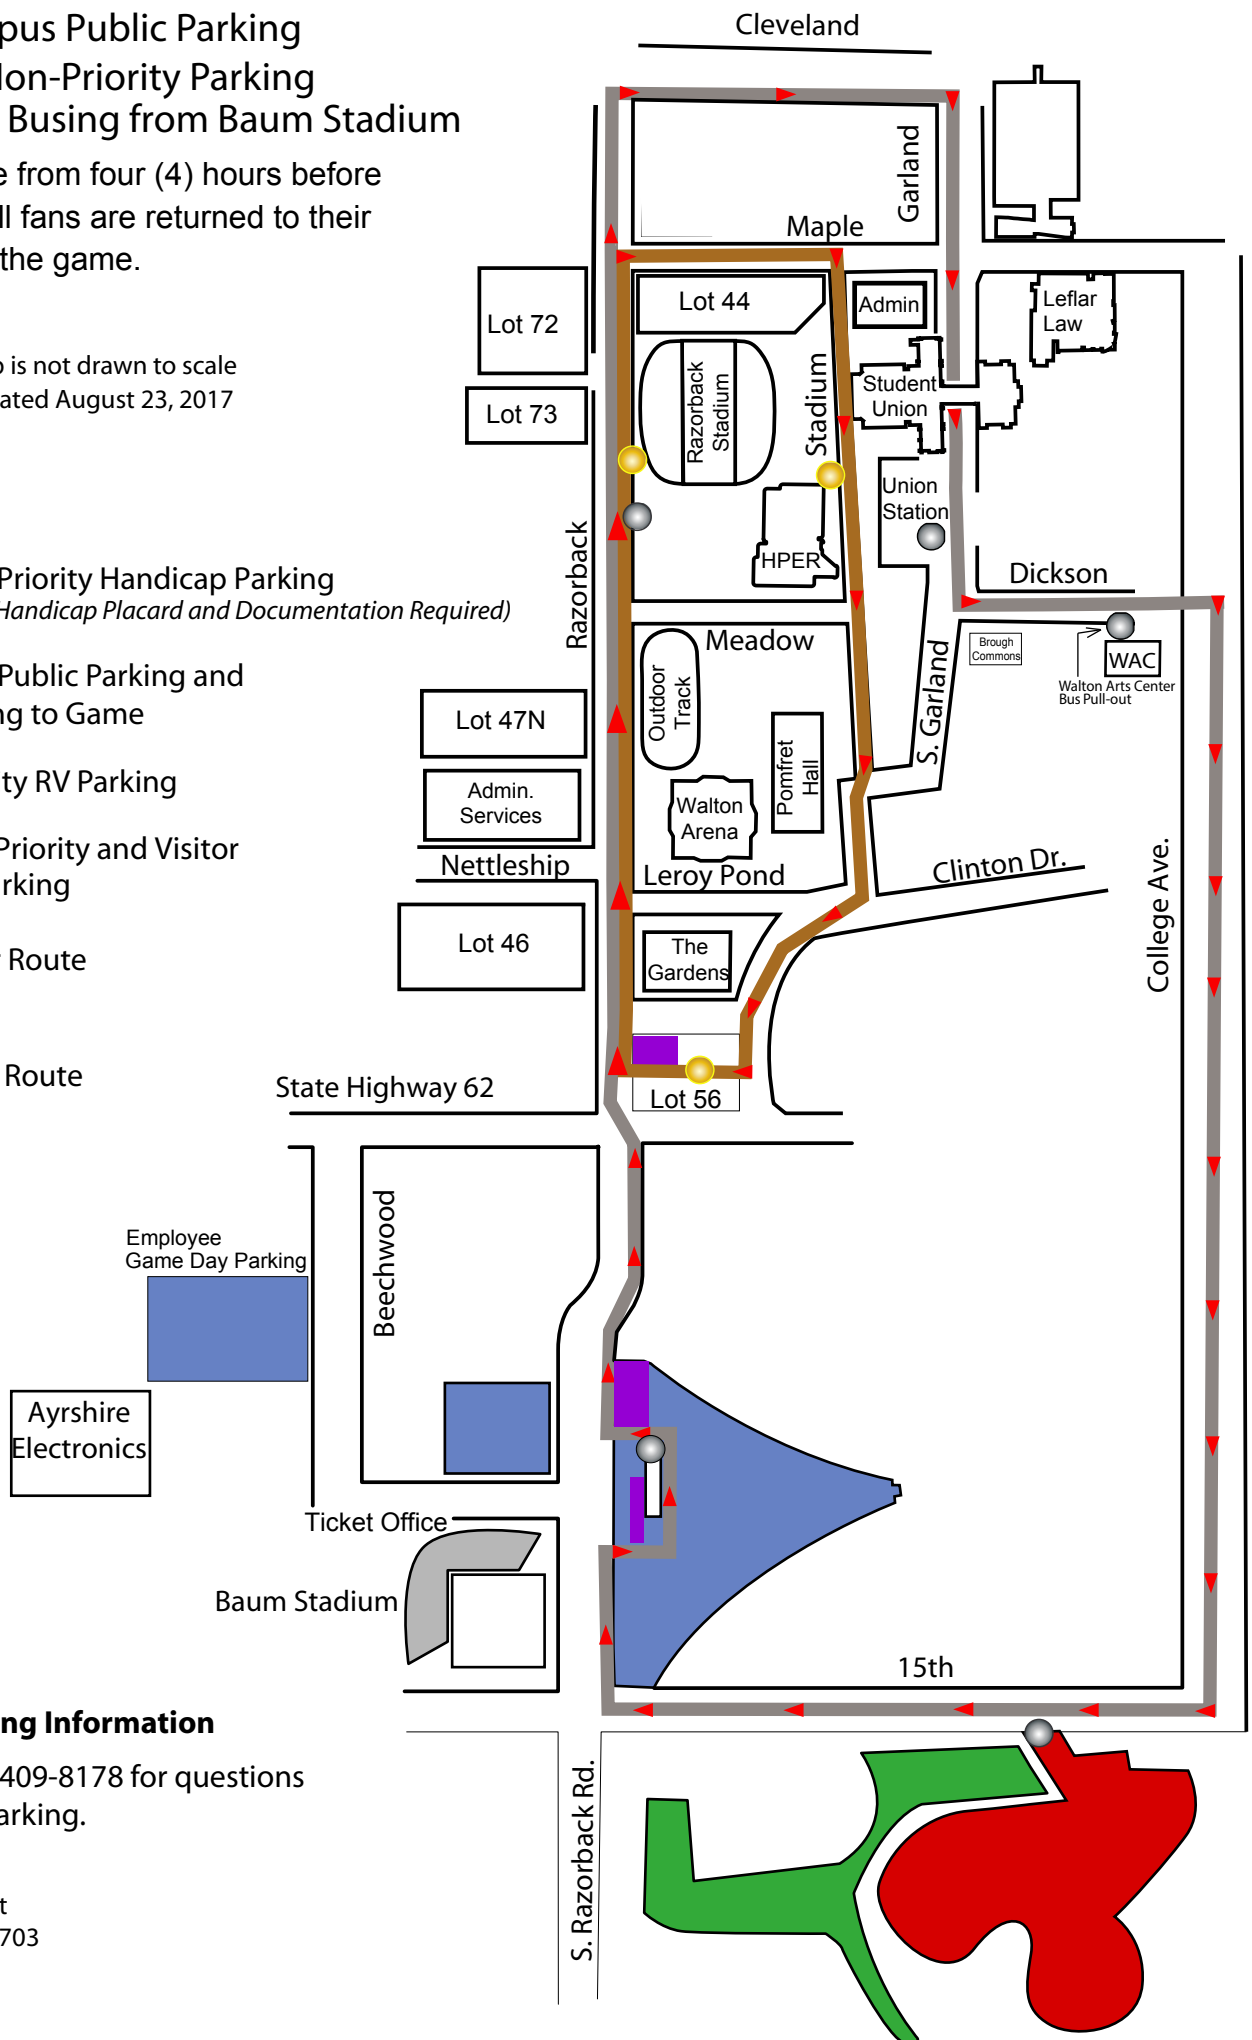 pus Public Parking
Non-Priority Parking
Busing from Baum Stadium
e from four (4) hours before
ll fans are returned to their
the game.
p is not drawn to scale
ated August 23, 2017
Priority Handicap Parking
Handicap Placard and Documentation Required)
Public Parking and
ng to Game
ty RV Parking
Priority and Visitor
arking
Route
Route
ng Information
409-8178 for questions
arking.
t
703
Cleveland
Garland
Maple
Lot 72
Lot 44
Admin
Leflar
Law
Lot 73
Razorback
Stadium
Stadium
Student
Union
Union
Station
Razorback
HPER
Dickson
Meadow
Brough
Commons
WAC
Walton Arts Center
Bus Pull-out
Outdoor
Track
S. Garland
Lot 47N
Pomfret
Hall
Admin.
Services
Walton
Arena
Nettleship
Leroy Pond
Clinton Dr.
College Ave.
Lot 46
The
Gardens
State Highway 62
Lot 56
Beechwood
Employee
Game Day Parking
Ayrshire
Electronics
Ticket Office
Baum Stadium
15th
S. Razorback Rd.